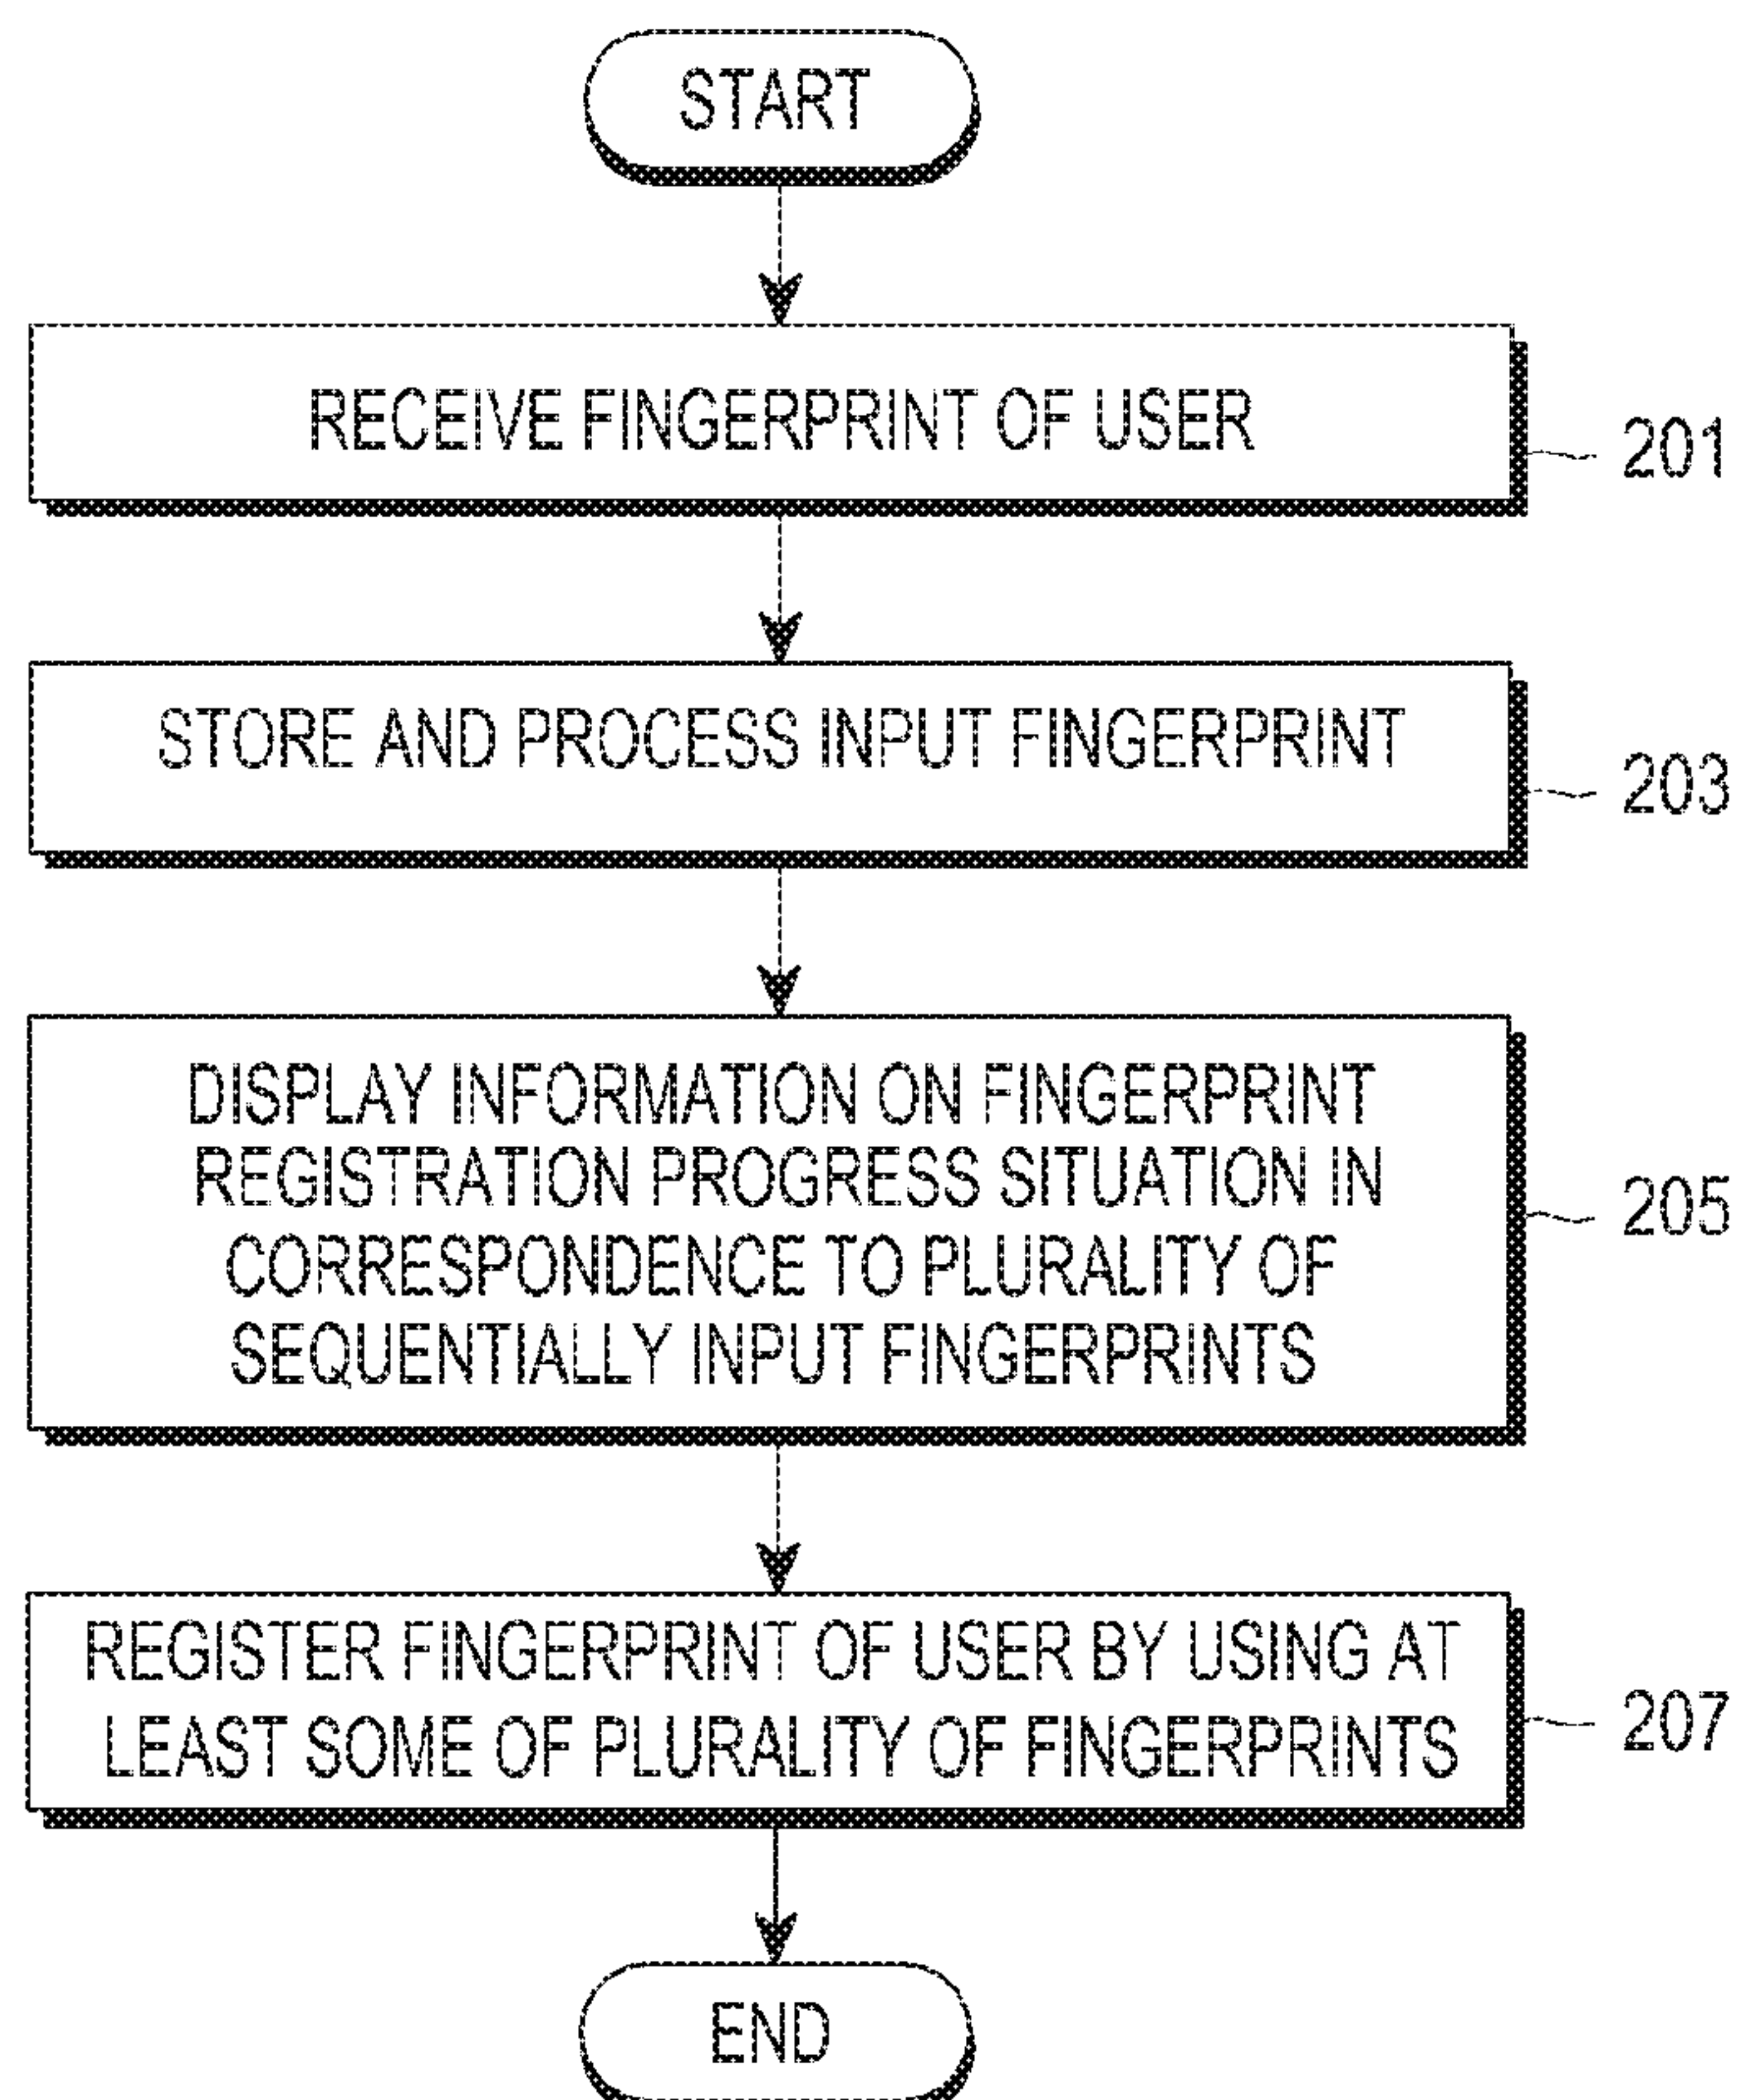 START
RECEIVE FINGERPRINT OF USER
201
STORE AND PROCESS INPUT FINGERPRINT
203
DISPLAY INFORMATION ON FINGERPRINT
REGISTRATION PROGRESS SITUATION IN
CORRESPONDENCE TO PLURALITY OF
SEQUENTIALLY INPUT FINGERPRINTS
205
REGISTER FINGERPRINT OF USER BY USING AT
LEAST SOME OF PLURALITY OF FINGERPRINTS
207
END